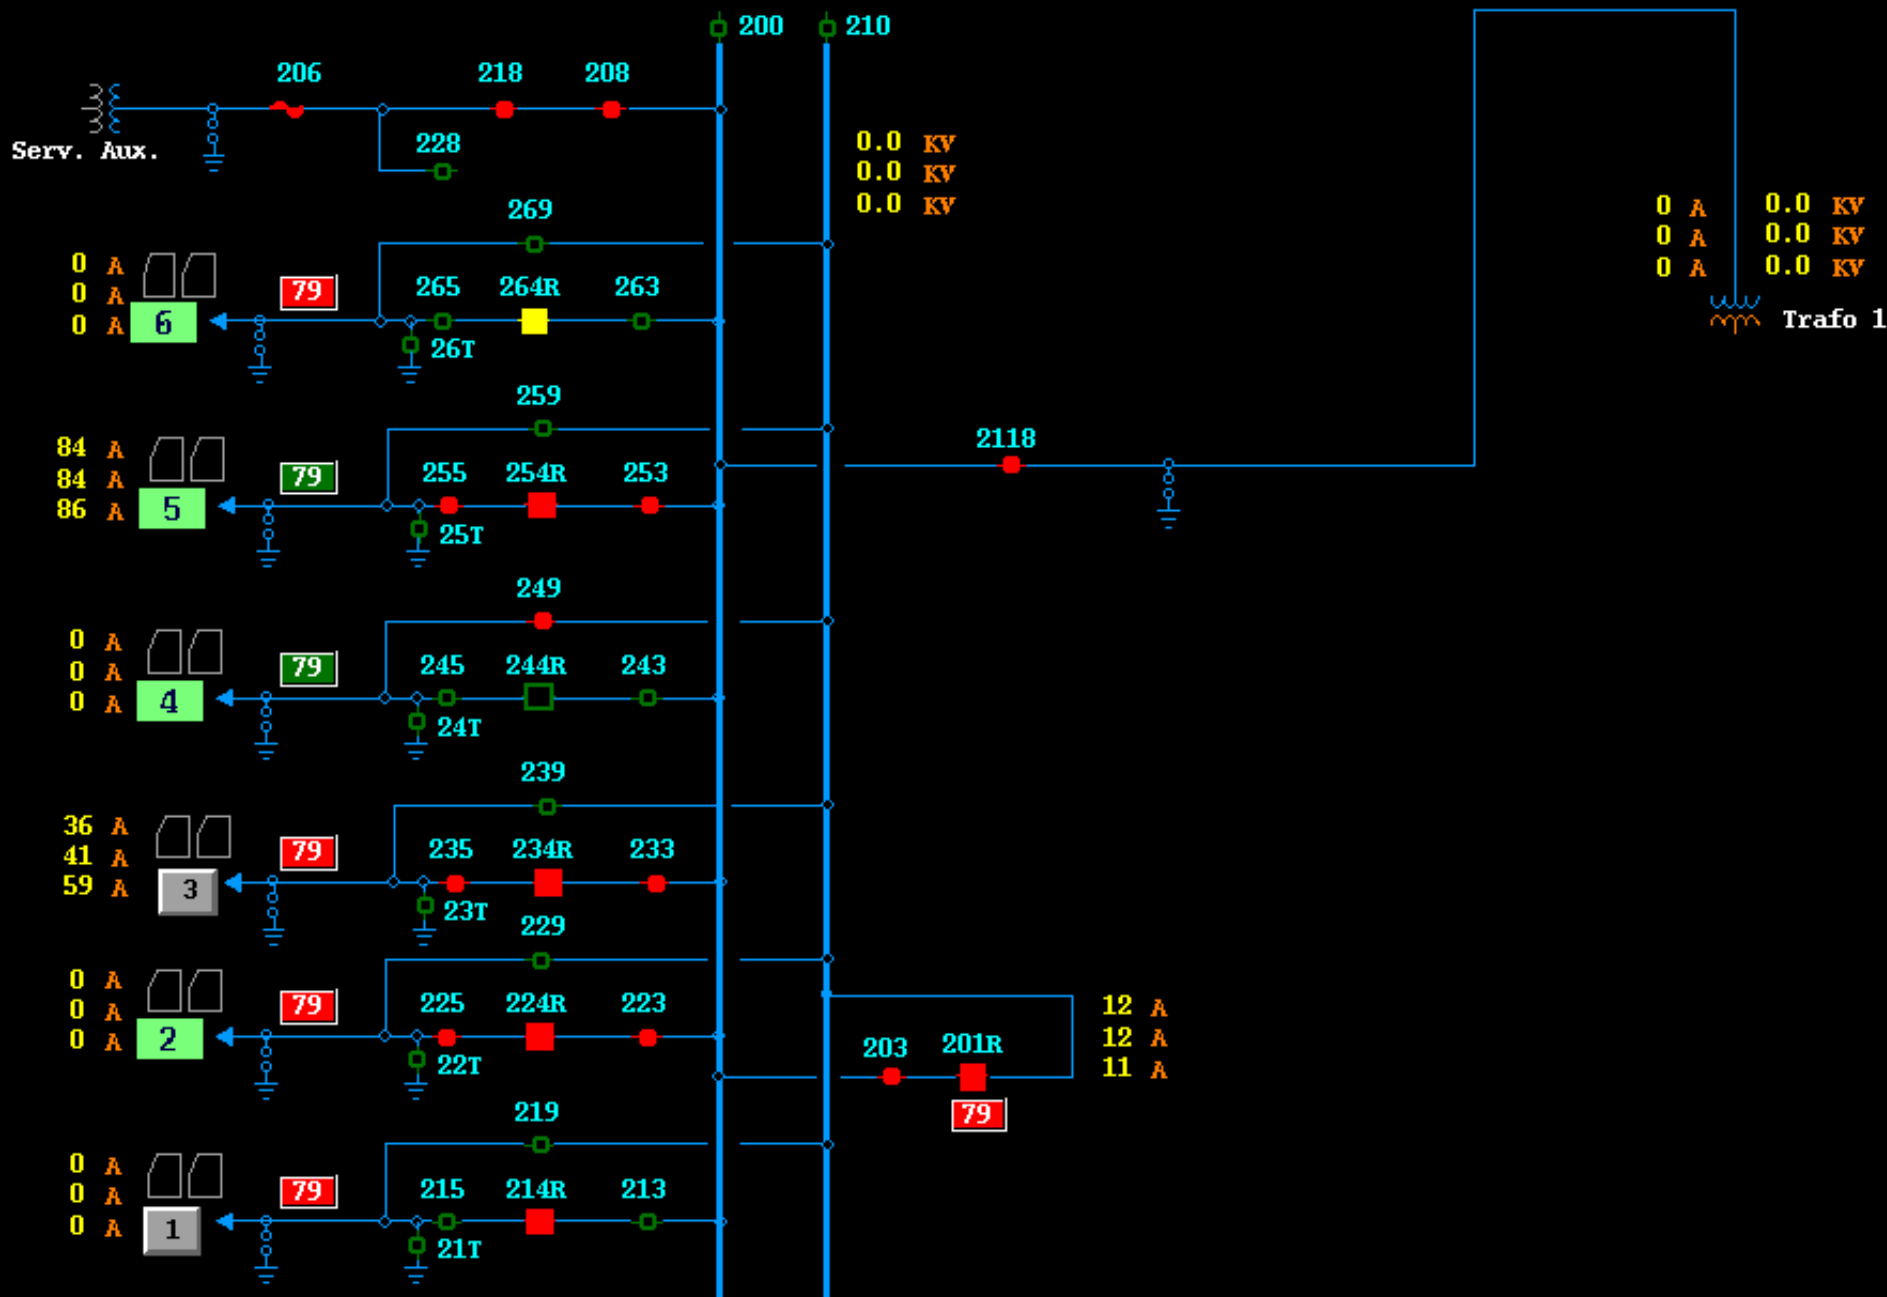 200 210
206 218 208
Serv. Aux.
228
0.0 KV
0.0 KV
0.0 KV
0 A 0.0 KV
0 A 0.0 KV
0 A 0.0 KV
Trafo 1
269
0 A
0 A
0 A
6
79
265 264R 263
26T
259
84 A
84 A
86 A
5
79
255 254R 253
25T
2118
249
0 A
0 A
0 A
4
79
245 244R 243
24T
239
36 A
41 A
59 A
3
79
235 234R 233
23T
229
0 A
0 A
0 A
2
79
225 224R 223
22T
12 A
12 A
11 A
203 201R
79
219
0 A
0 A
0 A
1
79
215 214R 213
21T